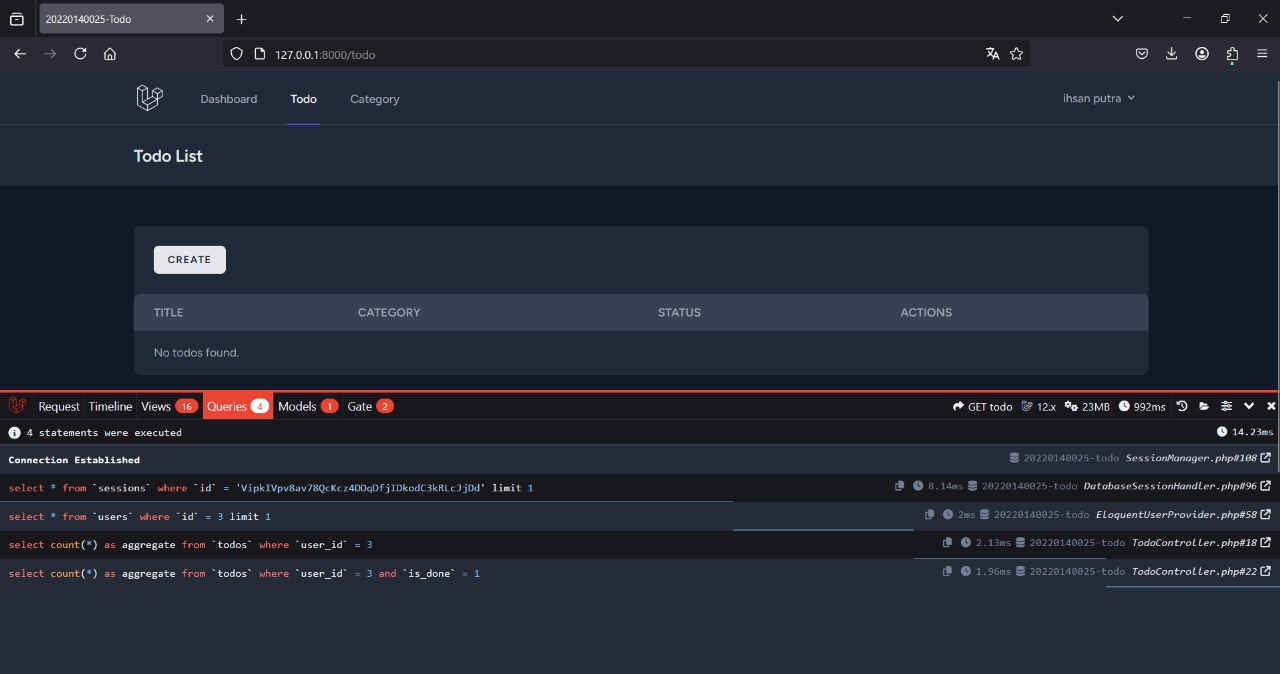 20220140025-Todo
127.0.0.1:8000/todo
Dashboard Todo Category ihsan putra
Todo List
CREATE
TITLE CATEGORY STATUS ACTIONS
No todos found.
Request Timeline Views 16 Queries 4 Models 1 Gate 2 GET todo 12.x 23MB 992ms
4 statements were executed 14.23ms
Connection Established 20220140025-todo SessionManager.php#108
select * from `sessions` where `id` = 'VipkIVpv8av78QcKcz4DDqDfjIDkodC3kRLcJjDd' limit 1 8.14ms 20220140025-todo DatabaseSessionHandler.php#96
select * from `users` where `id` = 3 limit 1 2ms 20220140025-todo EloquentUserProvider.php#58
select count(*) as aggregate from `todos` where `user_id` = 3 2.13ms 20220140025-todo TodoController.php#18
select count(*) as aggregate from `todos` where `user_id` = 3 and `is_done` = 1 1.96ms 20220140025-todo TodoController.php#22